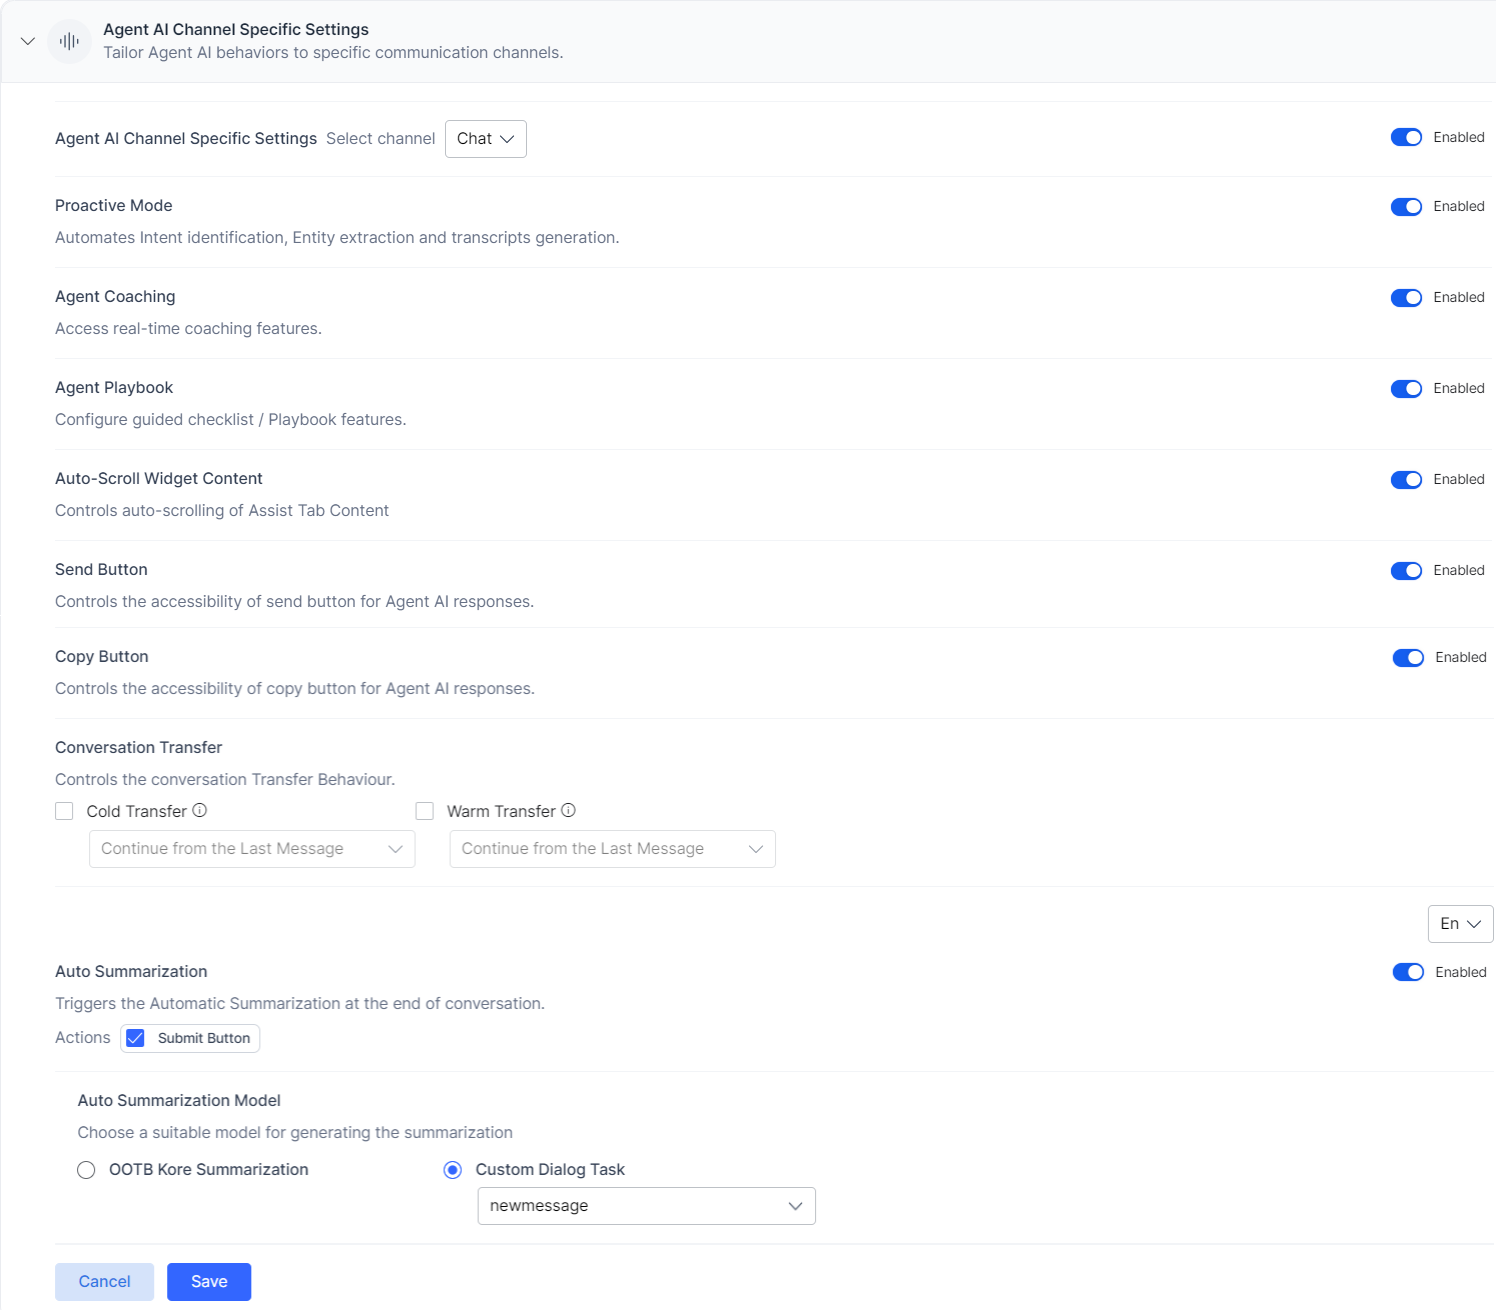 Agent AI Channel Specific Settings
Tailor Agent AI behaviors to specific communication channels.
Agent AI Channel Specific Settings Select channel Chat Enabled
Proactive Mode Enabled
Automates Intent identification, Entity extraction and transcripts generation.
Agent Coaching Enabled
Access real-time coaching features.
Agent Playbook Enabled
Configure guided checklist / Playbook features.
Auto-Scroll Widget Content Enabled
Controls auto-scrolling of Assist Tab Content
Send Button Enabled
Controls the accessibility of send button for Agent AI responses.
Copy Button Enabled
Controls the accessibility of copy button for Agent AI responses.
Conversation Transfer
Controls the conversation Transfer Behaviour.
Cold Transfer Warm Transfer
Continue from the Last Message Continue from the Last Message
En
Auto Summarization Enabled
Triggers the Automatic Summarization at the end of conversation.
Actions Submit Button
Auto Summarization Model
Choose a suitable model for generating the summarization
OOTB Kore Summarization Custom Dialog Task
newmessage
Cancel Save